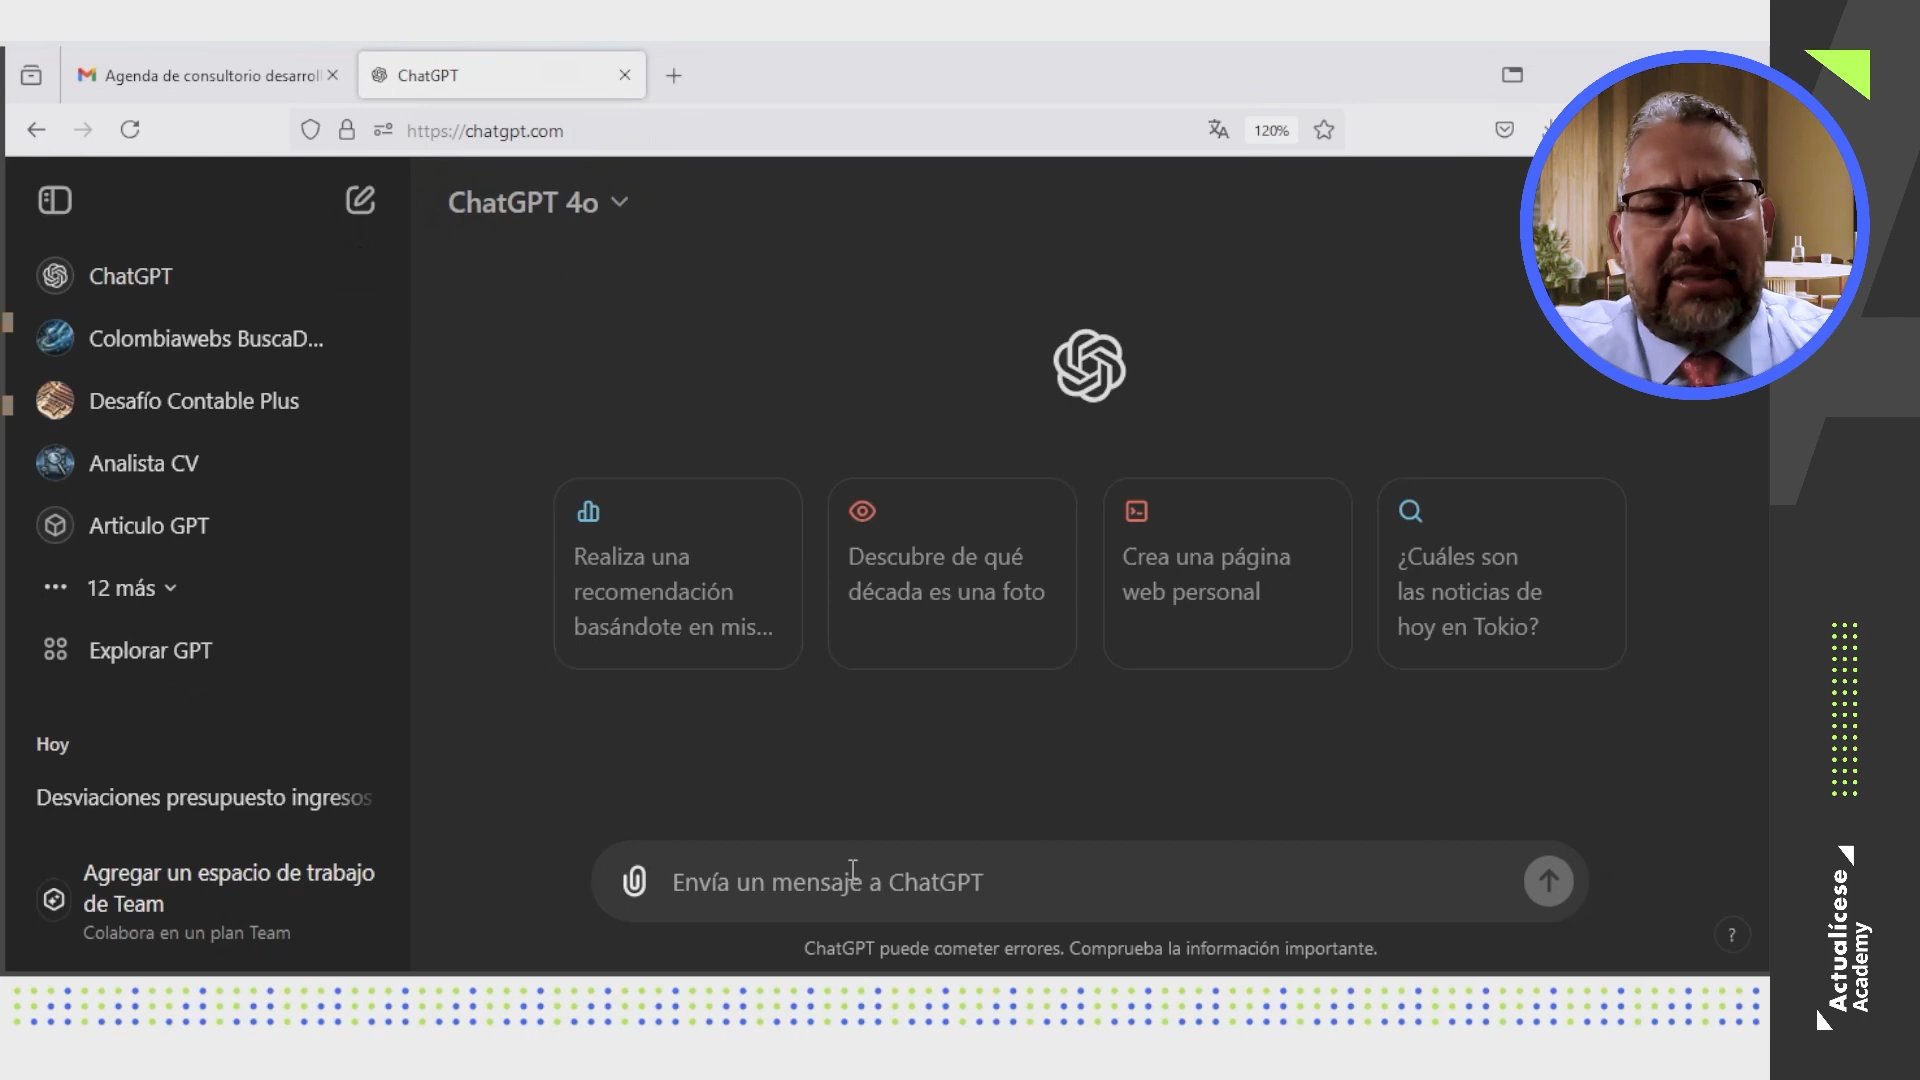 Agenda de consultorio desarroll
ChatGPT
https://chatgpt.com
120%
ChatGPT 4o
ChatGPT
Colombiawebs BuscaD...
Desafío Contable Plus
Analista CV
Articulo GPT
12 más
Explorar GPT
Hoy
Desviaciones presupuesto ingresos
Agregar un espacio de trabajo
de Team
Colabora en un plan Team
Realiza una
recomendación
basándote en mis...
Descubre de qué
década es una foto
Crea una página
web personal
¿Cuáles son
las noticias de
hoy en Tokio?
Envía un mensaje a ChatGPT
ChatGPT puede cometer errores. Comprueba la información importante.
?
Actualícese
Academy